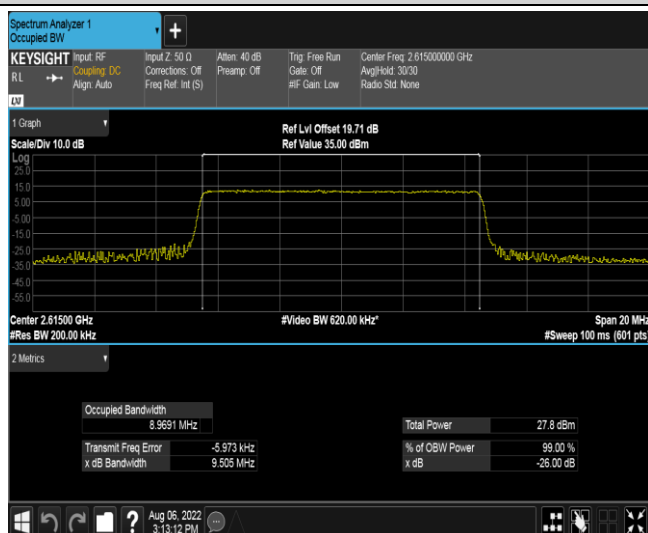 Spectrum Analyzer 1
Occupied BW
KEYSIGHT
R L
LXI
Input: RF
Coupling: DC
Align: Auto
Input Z: 50 Ω
Corrections: Off
Freq Ref: Int (S)
Atten: 40 dB
Preamp: Off
Trig: Free Run
Gate: Off
#IF Gain: Low
Center Freq: 2.615000000 GHz
Avg|Hold: 30/30
Radio Std: None
1 Graph
Scale/Div 10.0 dB
Ref Lvl Offset 19.71 dB
Ref Value 35.00 dBm
Log
25.0
15.0
5.00
-5.00
-15.0
-25.0
-35.0
-45.0
-55.0
Center 2.61500 GHz
#Res BW 200.00 kHz
#Video BW 620.00 kHz*
Span 20 MHz
#Sweep 100 ms (601 pts)
2 Metrics
Occupied Bandwidth
8.9691 MHz
Transmit Freq Error -5.973 kHz
x dB Bandwidth 9.505 MHz
Total Power 27.8 dBm
% of OBW Power 99.00 %
x dB -26.00 dB
?
Aug 06, 2022
3:13:12 PM